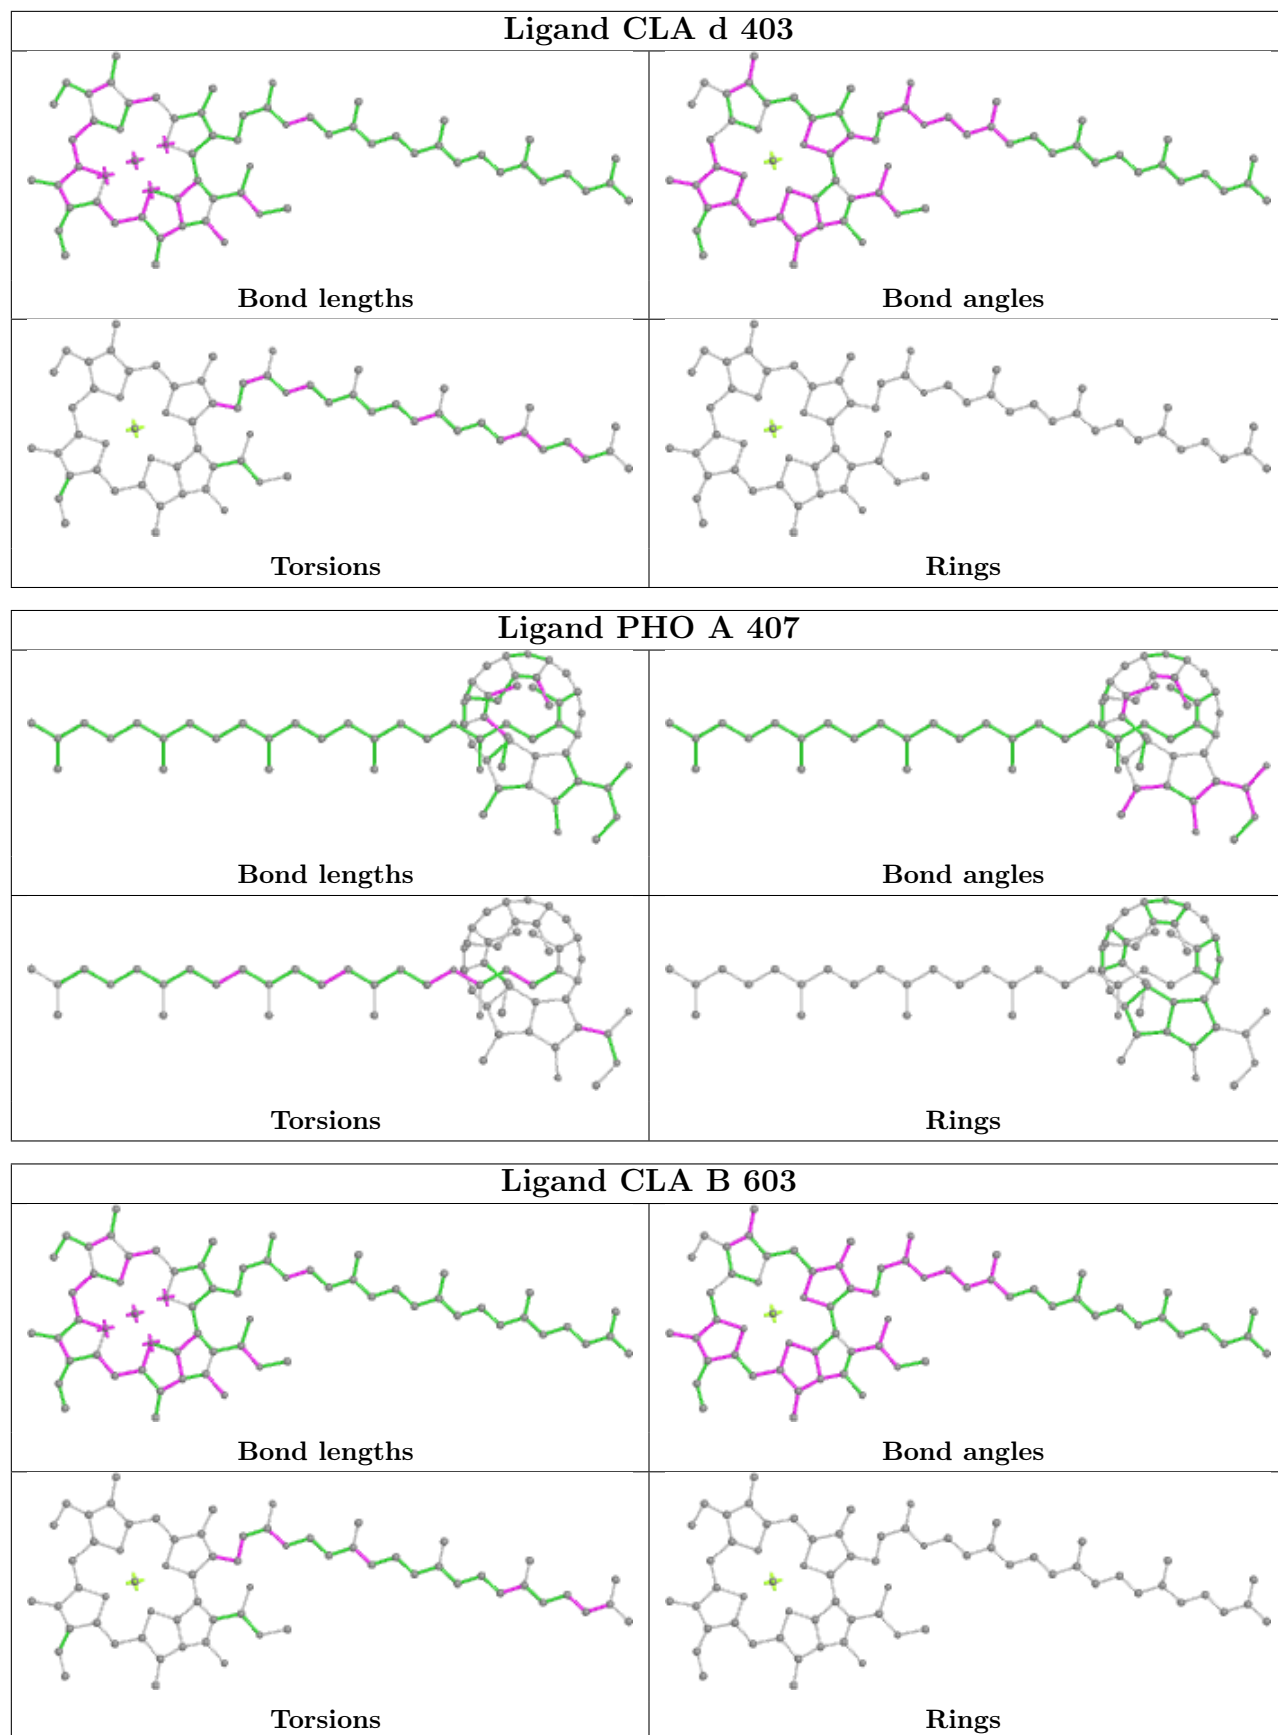 Ligand CLA d 403
Bond lengths
Bond angles
Torsions
Rings
Ligand PHO A 407
Bond lengths
Bond angles
Torsions
Rings
Ligand CLA B 603
Bond lengths
Bond angles
Torsions
Rings